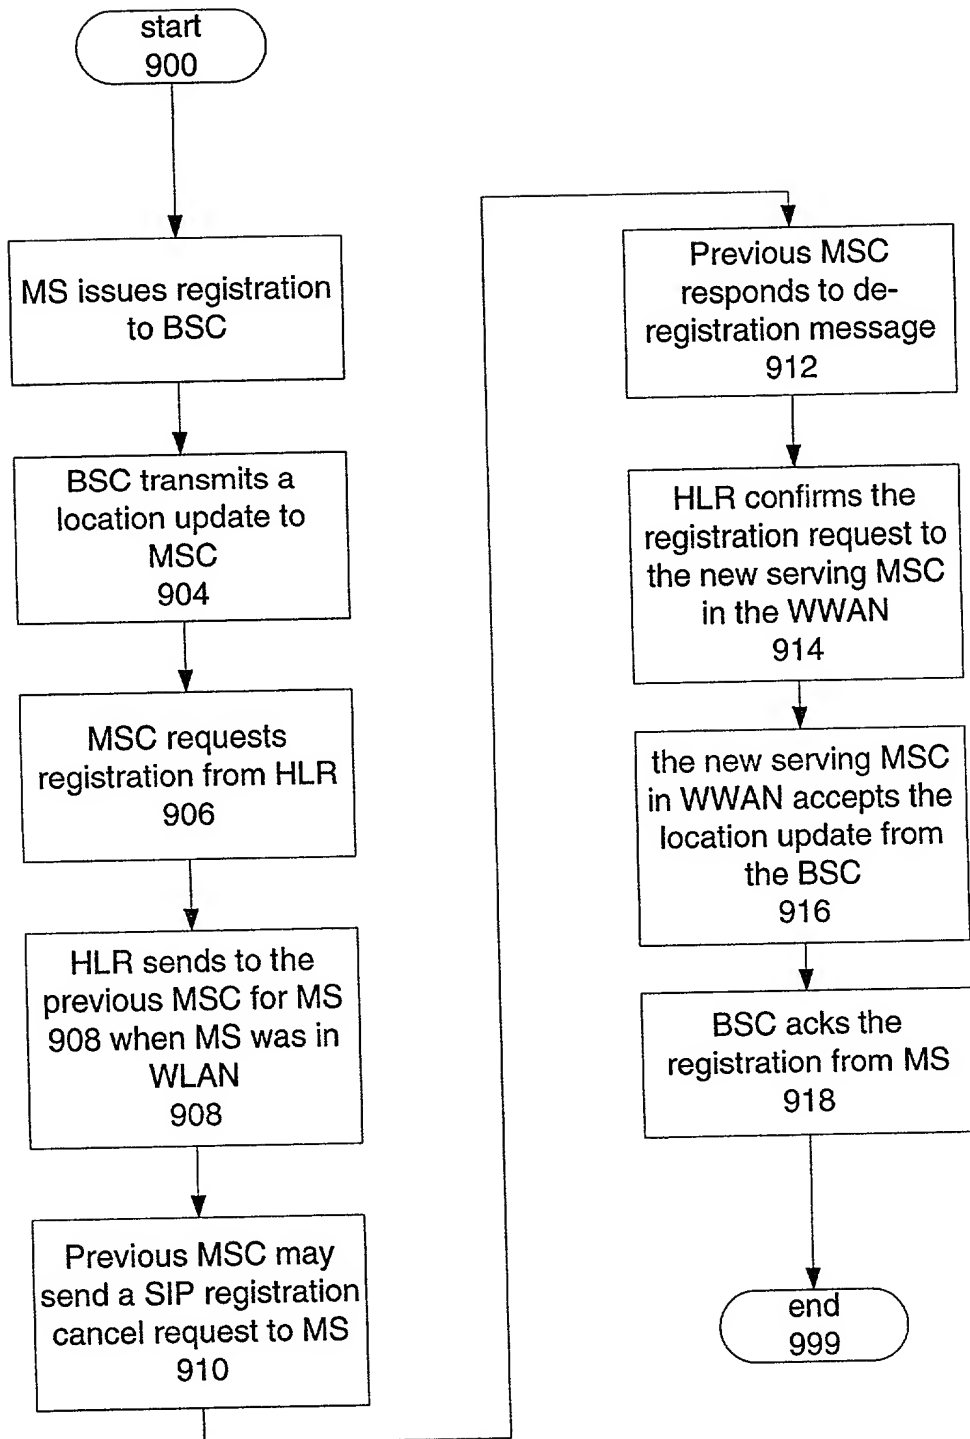 start
900
MS issues registration
to BSC
BSC transmits a
location update to
MSC
904
MSC requests
registration from HLR
906
HLR sends to the
previous MSC for MS
908 when MS was in
WLAN
908
Previous MSC may
send a SIP registration
cancel request to MS
910
Previous MSC
responds to de-
registration message
912
HLR confirms the
registration request to
the new serving MSC
in the WWAN
914
the new serving MSC
in WWAN accepts the
location update from
the BSC
916
BSC acks the
registration from MS
918
end
999